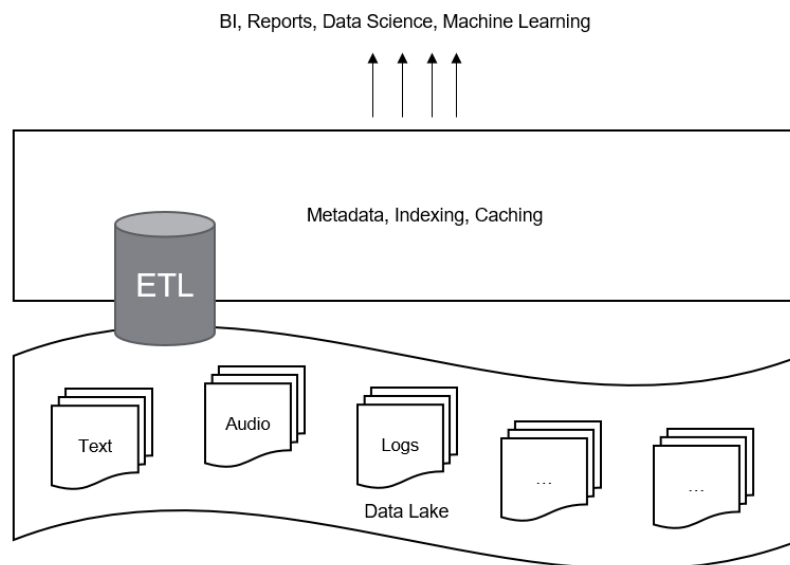 BI, Reports, Data Science, Machine Learning
Metadata, Indexing, Caching
ETL
Text
Audio
Logs
...
...
Data Lake